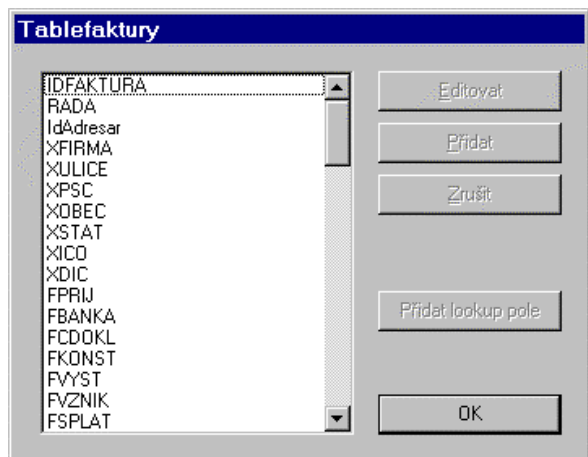 Tablefaktury
IDFAKTURA
RADA
IdAdresar
XFIRMA
XULICE
XPSC
XOBEC
XSTAT
XICO
XDIC
FPRIJ
FBANKA
FCDOKL
FKONST
FVYST
FVZNIK
FSPLAT
Editovat
Přidat
Zrušit
Přidat lookup pole
OK